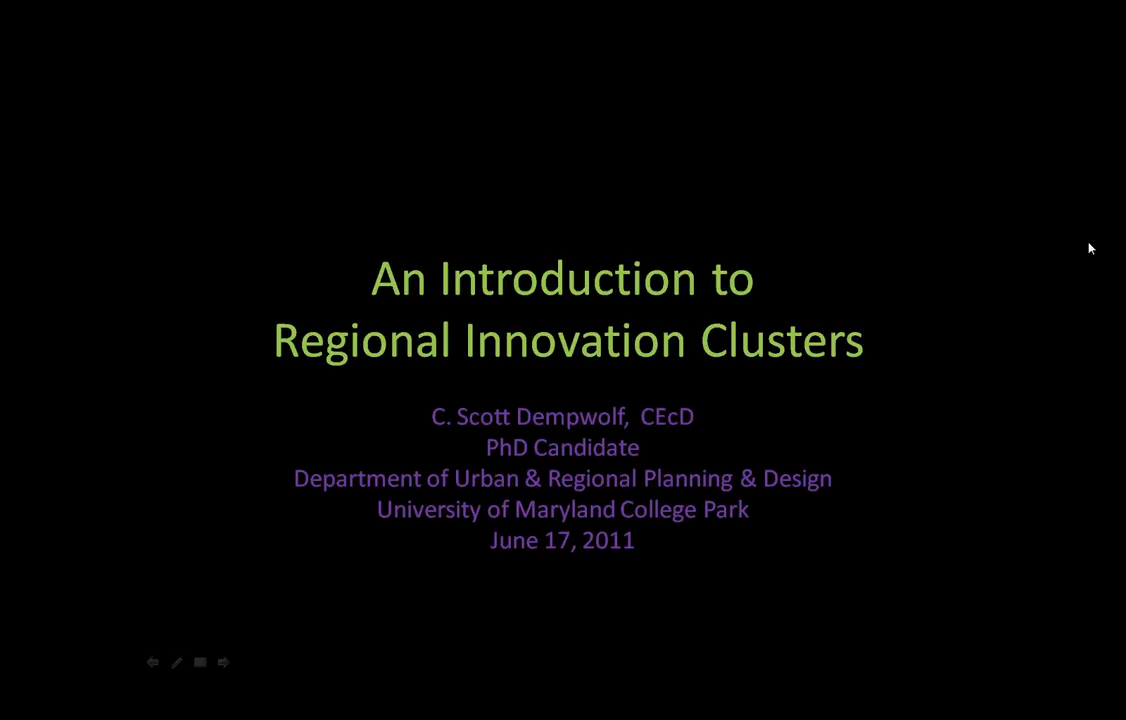 An Introduction to
Regional Innovation Clusters
C. Scott Dempwolf, CEcD
PhD Candidate
Department of Urban & Regional Planning & Design
University of Maryland College Park
June 17, 2011